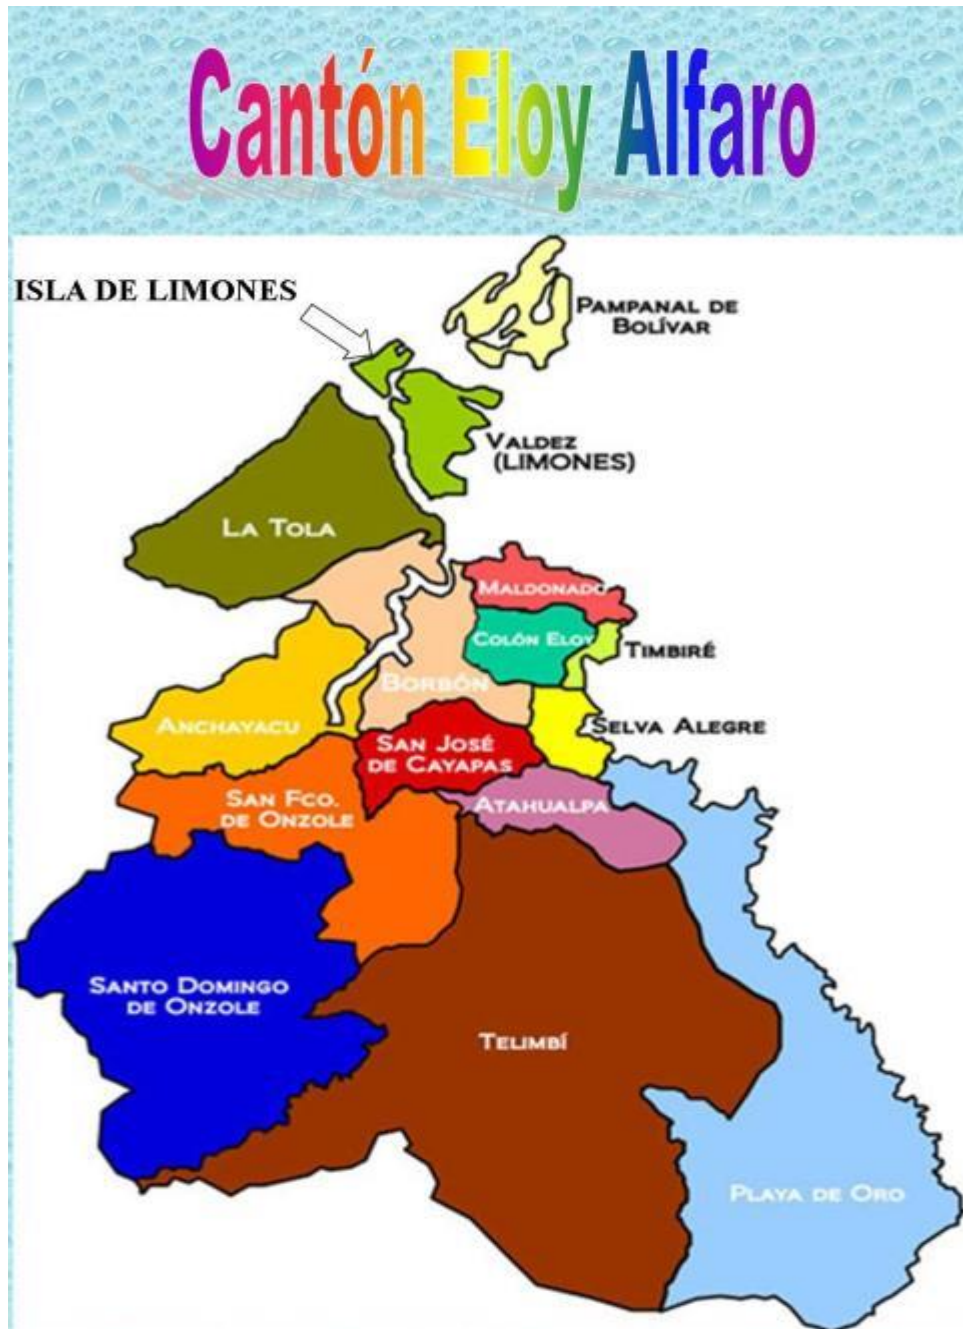 Cantón Eloy Alfaro
ISLA DE LIMONES
PAMPANAL DE
BOLÍVAR
VALDEZ
(LIMONES)
LA TOLA
MALDONADO
COLÓN ELOY
TIMBIRÉ
BORBÓN
ANCHAYACU
SELVA ALEGRE
SAN JOSÉ
DE CAYAPAS
SAN FCO.
DE ONZOLE
ATAHUALPA
SANTO DOMINGO
DE ONZOLE
TELIMBÍ
PLAYA DE ORO